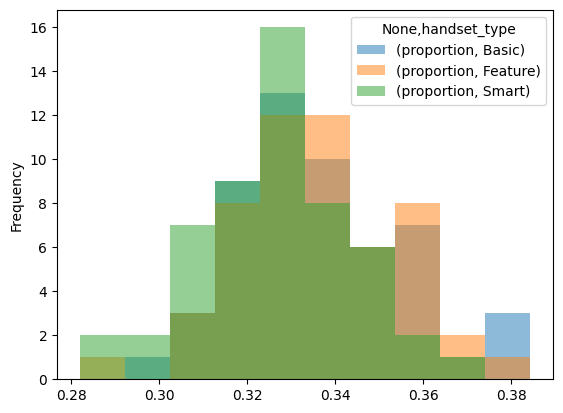 None,handset_type
(proportion, Basic)
(proportion, Feature)
(proportion, Smart)
Frequency
16
14
12
10
8
6
4
2
0
0.28 0.30 0.32 0.34 0.36 0.38